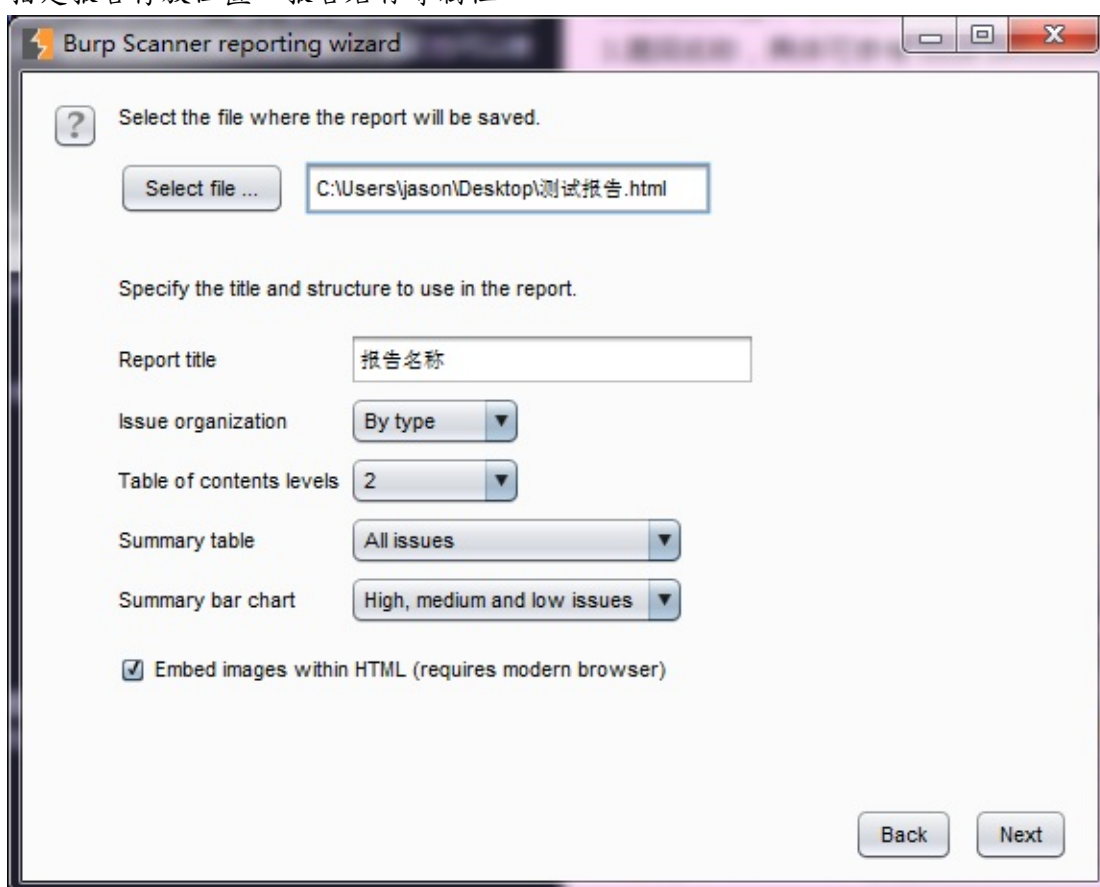 Burp Scanner reporting wizard
Select the file where the report will be saved.
Select file ...
C:\Users\jason\Desktop\测试报告.html
Specify the title and structure to use in the report.
Report title 报告名称
Issue organization By type
Table of contents levels 2
Summary table All issues
Summary bar chart High, medium and low issues
Embed images within HTML (requires modern browser)
Back Next